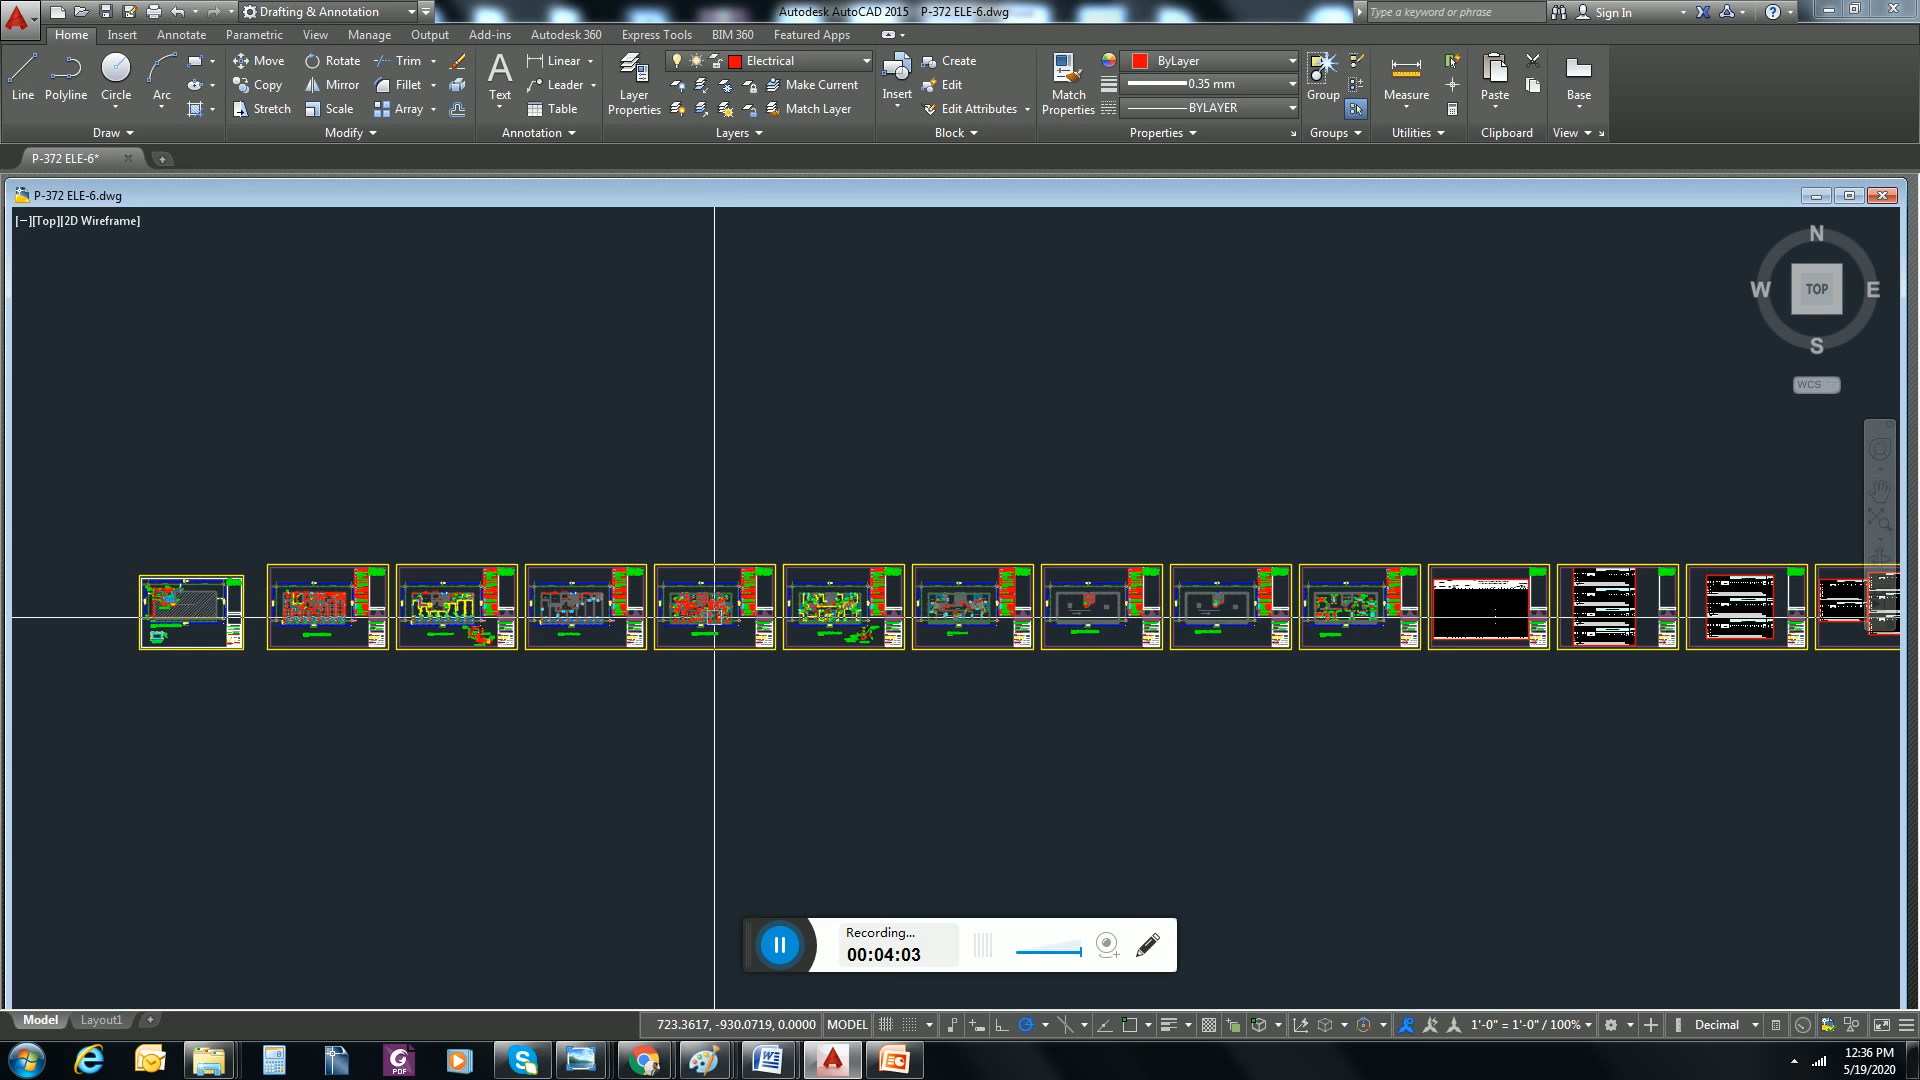 Drafting & Annotation
Autodesk AutoCAD 2015 P-372 ELE-6.dwg
Type a keyword or phrase
Sign In
Home Insert Annotate Parametric View Manage Output Add-ins Autodesk 360 Express Tools BIM 360 Featured Apps
Line Polyline Circle Arc
Move Rotate Trim
Copy Mirror Fillet
Stretch Scale Array
Text
Linear
Leader
Table
Layer Properties
Electrical
Make Current
Match Layer
Insert
Create
Edit
Edit Attributes
Match Properties
ByLayer
0.35 mm
BYLAYER
Group
Measure
Paste
Base
Draw Modify Annotation Layers Block Properties Groups Utilities Clipboard View
P-372 ELE-6*
P-372 ELE-6.dwg
[−][Top][2D Wireframe]
N
W TOP E
S
WCS
Recording...
00:04:03
Model Layout1
723.3617, -930.0719, 0.0000 MODEL 1'-0" = 1'-0" / 100% Decimal
PDF
12:36 PM
5/19/2020